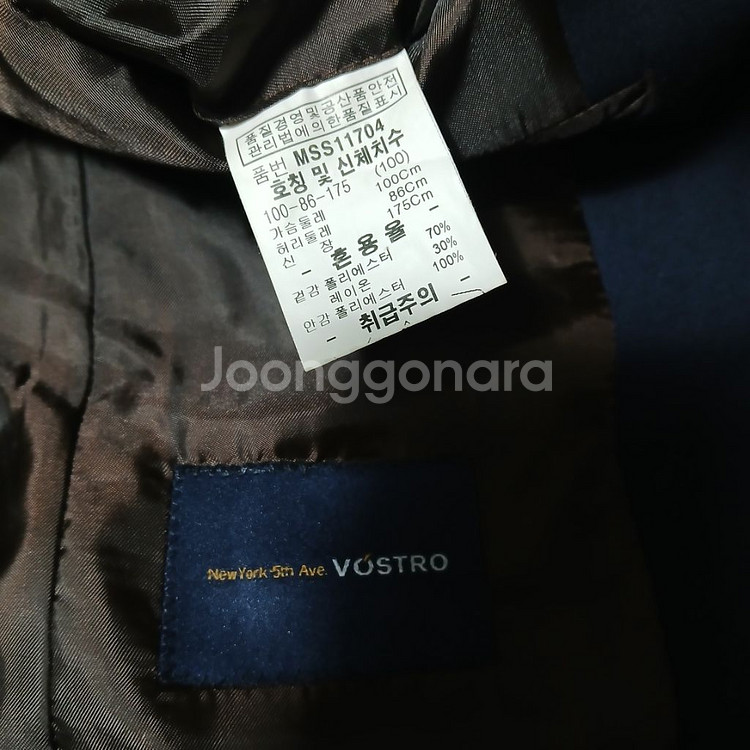 품질경영및공산품안전
관리법에의한품질표시
품번 MSS11704
호칭 및 신체치수
100-86-175 (100)
가슴둘레 100Cm
허리둘레 86Cm
신 장 175Cm
- 혼 용 율 -
겉감 폴리에스터 70%
레이온 30%
안감 폴리에스터 100%
- 취급주의 -
Joonggonara
New York 5th Ave. VOSTRO